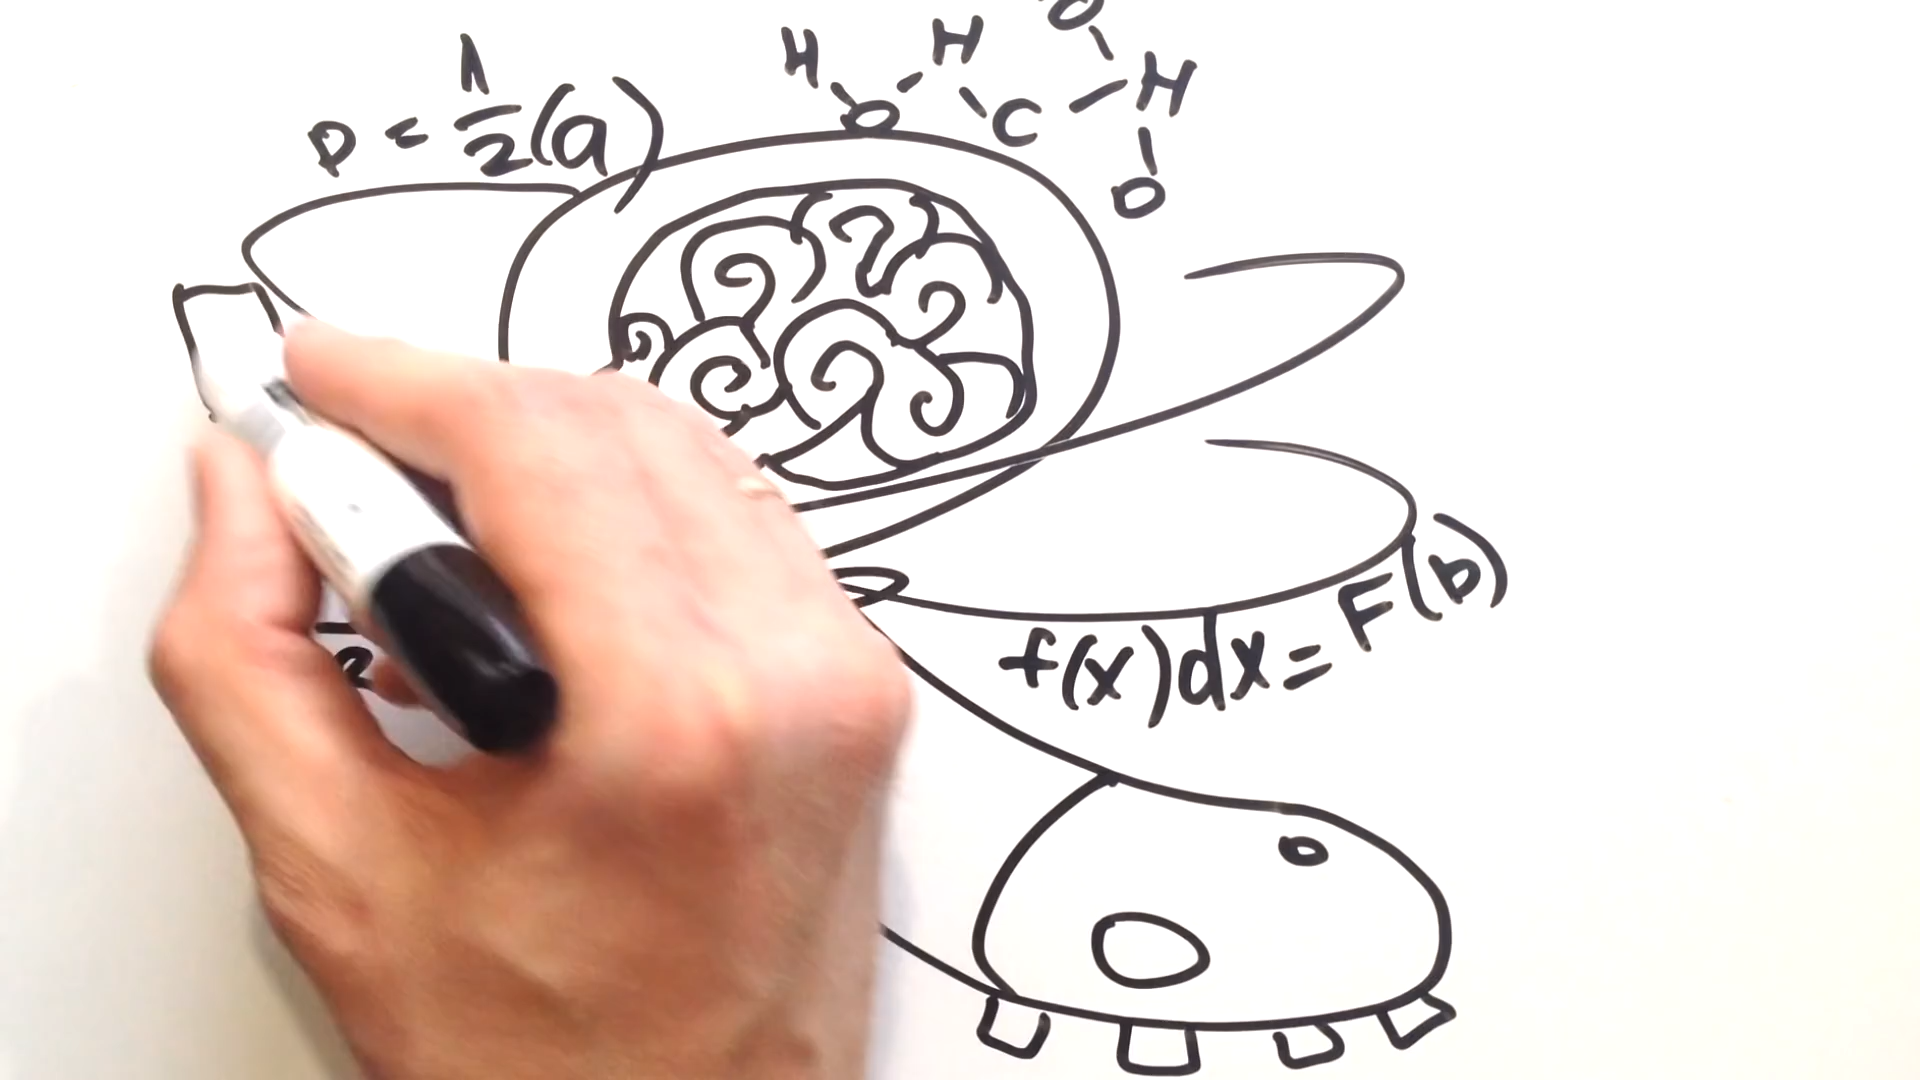 H H O
O C H
O
D = 1/2(a)
f(x)dx=F(b)